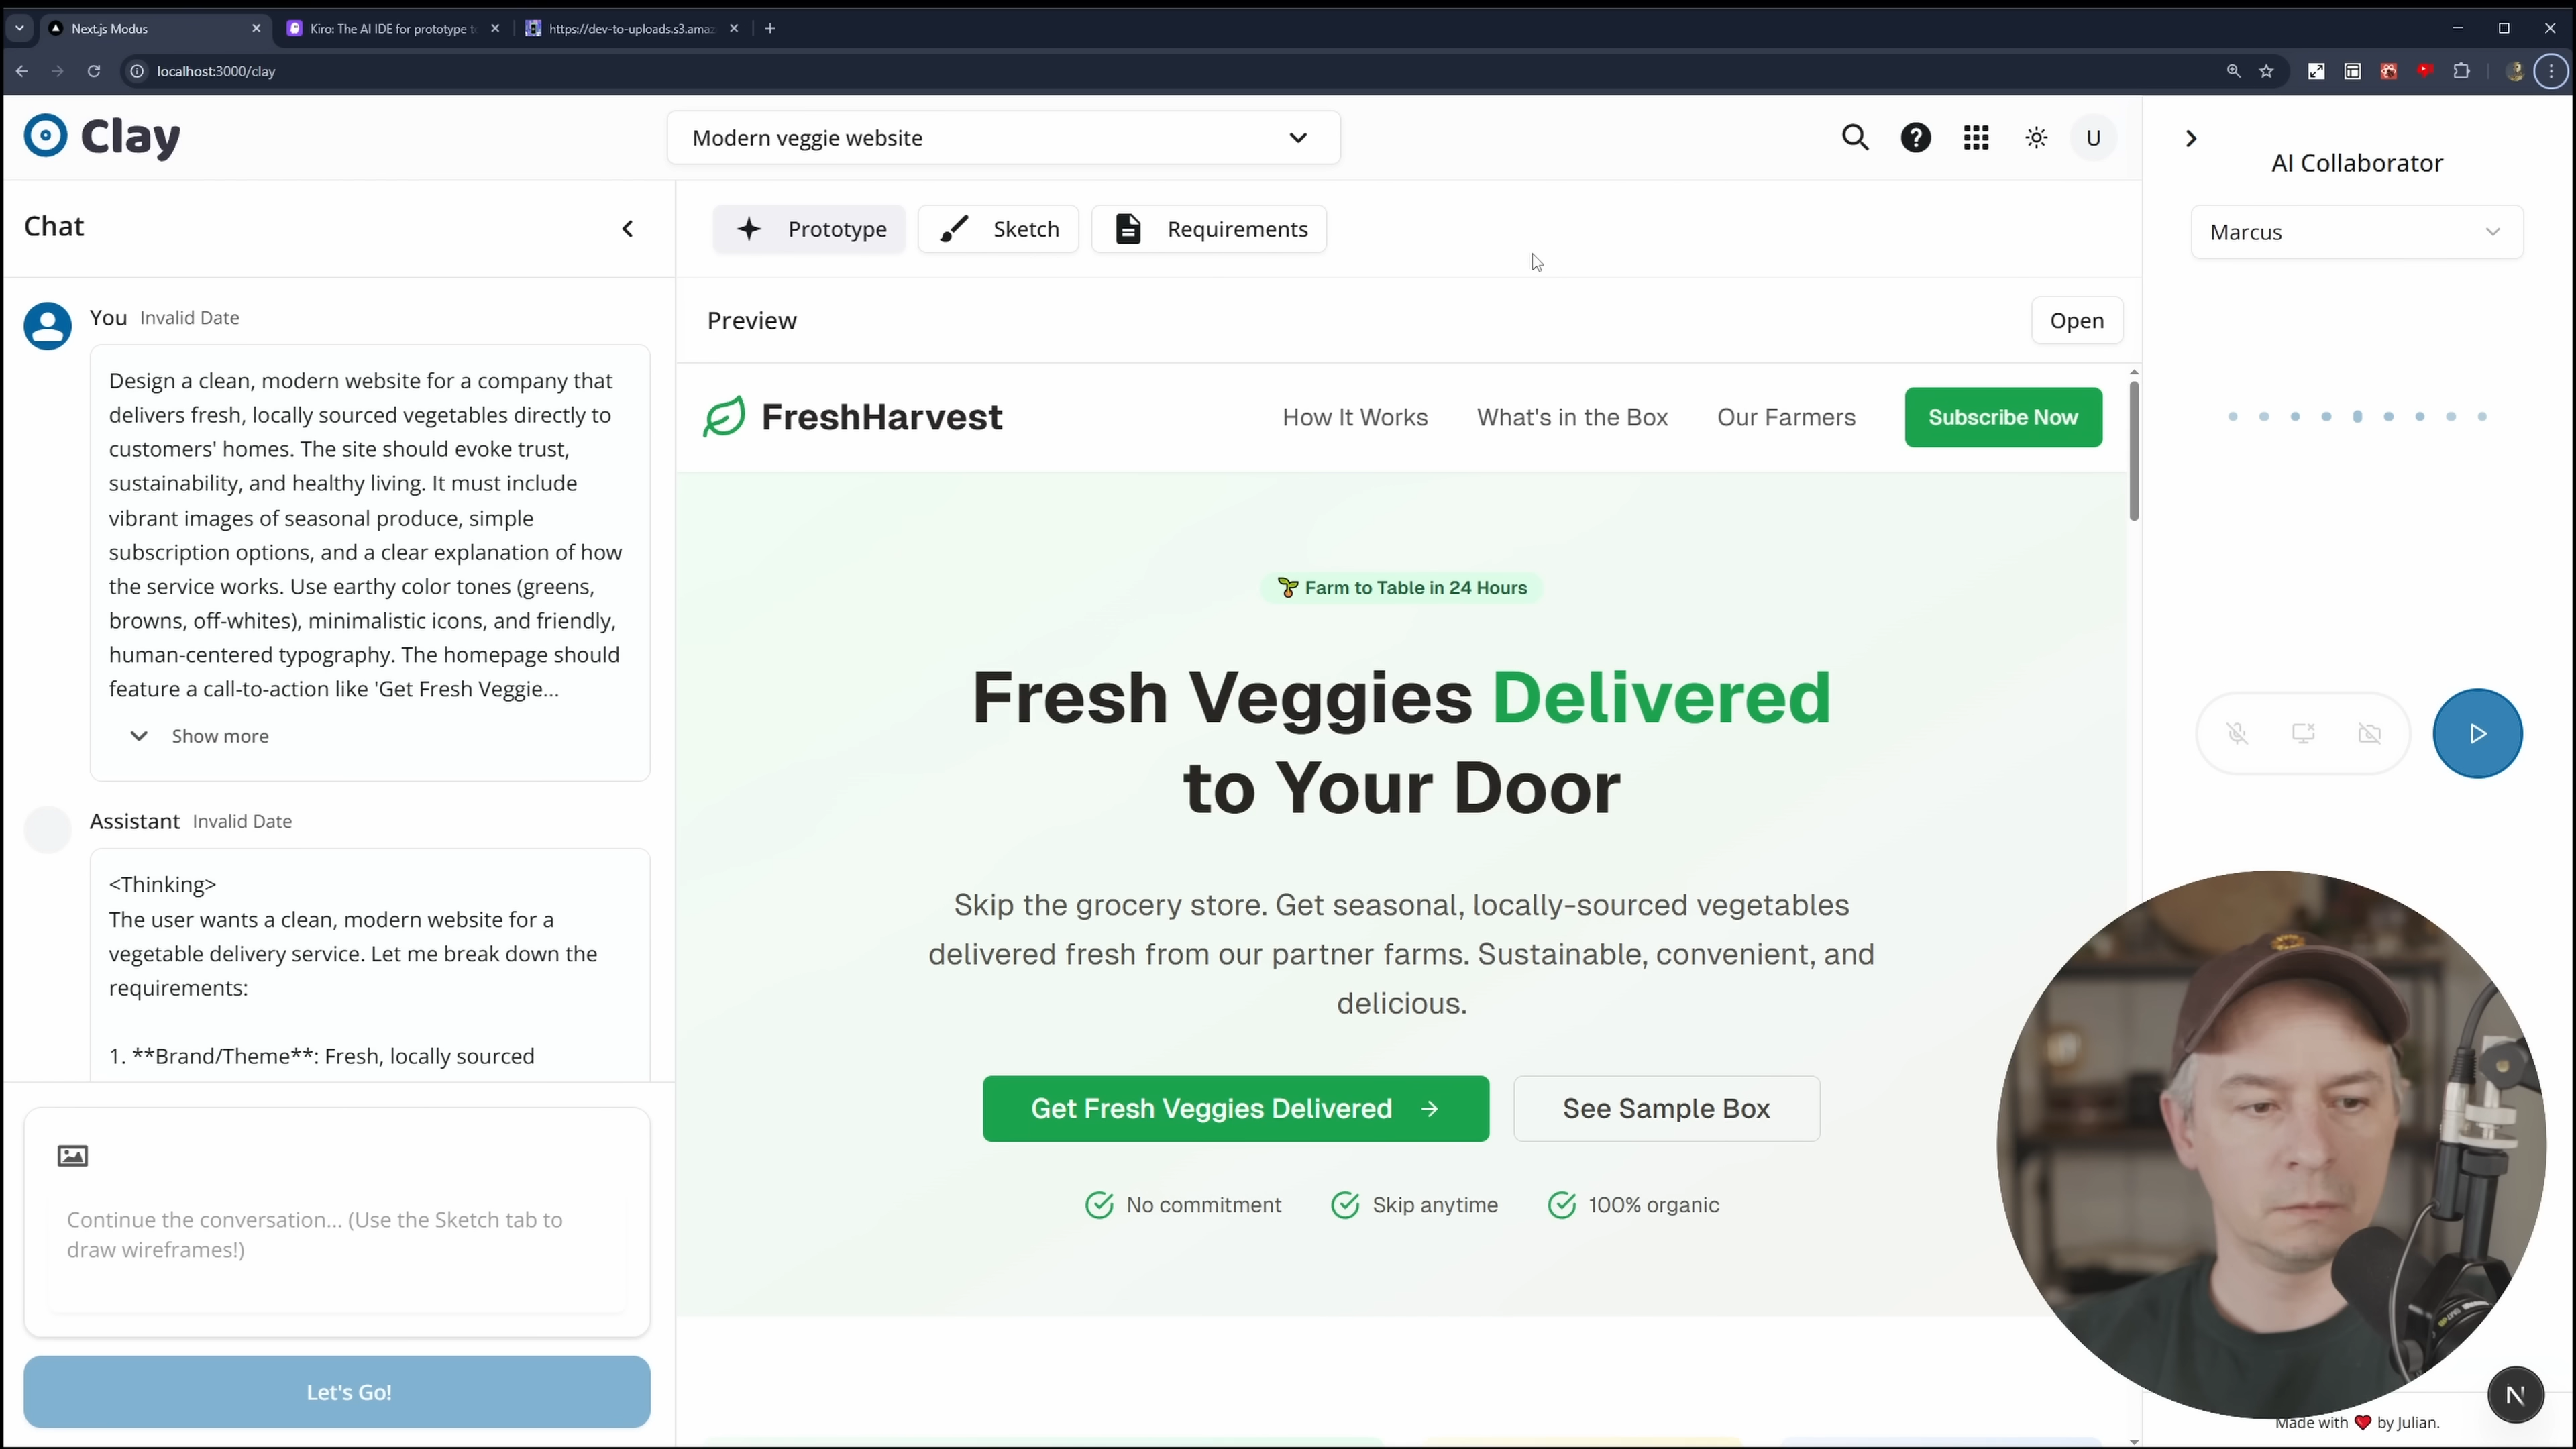 Next.js Modus
Kiro: The AI IDE for prototype to
https://dev-to-uploads.s3.amaz
localhost:3000/clay
Clay
Modern veggie website
U
AI Collaborator
Marcus
Chat
Prototype
Sketch
Requirements
You Invalid Date
Design a clean, modern website for a company that
delivers fresh, locally sourced vegetables directly to
customers' homes. The site should evoke trust,
sustainability, and healthy living. It must include
vibrant images of seasonal produce, simple
subscription options, and a clear explanation of how
the service works. Use earthy color tones (greens,
browns, off-whites), minimalistic icons, and friendly,
human-centered typography. The homepage should
feature a call-to-action like 'Get Fresh Veggie...
Show more
Assistant Invalid Date
<Thinking>
The user wants a clean, modern website for a
vegetable delivery service. Let me break down the
requirements:
1. **Brand/Theme**: Fresh, locally sourced
Continue the conversation... (Use the Sketch tab to
draw wireframes!)
Let's Go!
Preview
Open
FreshHarvest
How It Works
What's in the Box
Our Farmers
Subscribe Now
Farm to Table in 24 Hours
Fresh Veggies Delivered
to Your Door
Skip the grocery store. Get seasonal, locally-sourced vegetables
delivered fresh from our partner farms. Sustainable, convenient, and
delicious.
Get Fresh Veggies Delivered →
See Sample Box
No commitment
Skip anytime
100% organic
N
Made with ❤ by Julian.